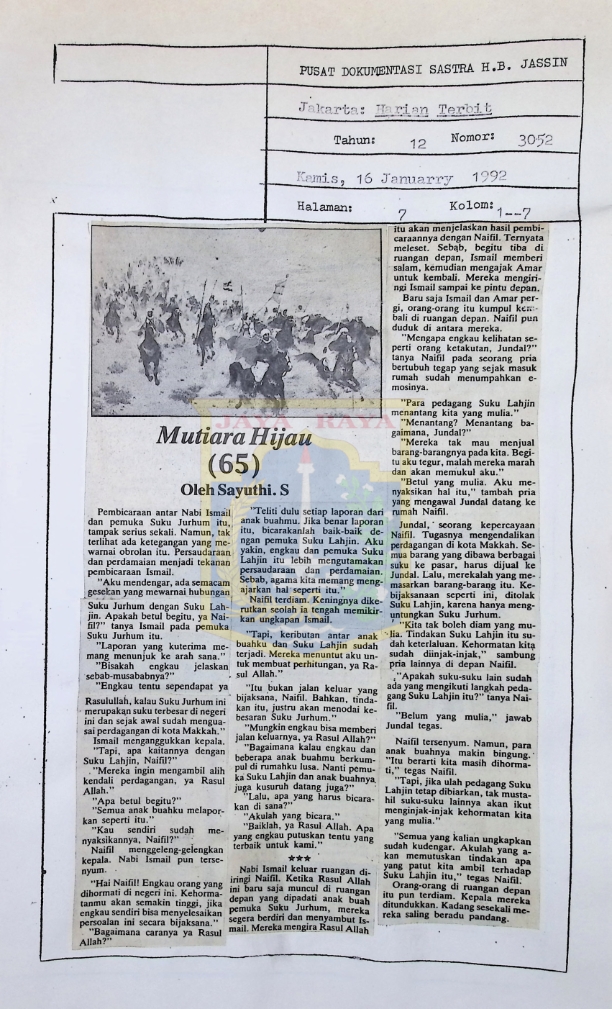 PUSAT DOKUMENTASI SASTRA H.B. JASSIN
Jakarta: Harian Terbit
Tahun: 12 Nomor: 3052
Kamis, 16 Januarry 1992
Halaman: 7 Kolom: 1--7
JAYA RAYA
Mutiara Hijau
(65)
Oleh Sayuthi. S
Pembicaraan antar Nabi Ismail
dan pemuka Suku Jurhum itu,
tampak serius sekali. Namun, tak
terlihat ada ketegangan yang me-
warnai obrolan itu. Persaudaraan
dan perdamaian menjadi tekanan
pembicaraan Ismail.
"Aku mendengar, ada semacam
gesekan yang mewarnai hubungan
Suku Jurhum dengan Suku Lah-
jin. Apakah betul begitu, ya Nai-
fil?" tanya Ismail pada pemuka
Suku Jurhum itu.
"Laporan yang kuterima me-
mang menunjuk ke arah sana."
"Bisakah engkau jelaskan
sebab-musababnya?"
"Engkau tentu sependapat ya
Rasulullah, kalau Suku Jurhum ini
merupakan suku terbesar di negeri
ini dan sejak awal sudah mengua-
sai perdagangan di kota Makkah."
Ismail menganggukkan kepala.
"Tapi, apa kaitannya dengan
Suku Lahjin, Naifil?"
"Mereka ingin mengambil alih
kendali perdagangan, ya Rasul
Allah."
"Apa betul begitu?"
"Semua anak buahku melapor-
kan seperti itu."
"Kau sendiri sudah me-
nyaksikannya, Naifil?"
Naifil menggeleng-gelengkan
kepala. Nabi Ismail pun terse-
nyum.
"Hai Naifil! Engkau orang yang
dihormati di negeri ini. Kehorma-
tanmu akan semakin tinggi, jika
engkau sendiri bisa menyelesaikan
persoalan ini secara bijaksana."
"Bagaimana caranya ya Rasul
Allah?"
"Teliti dulu setiap laporan dari
anak buahmu. Jika benar laporan
itu, bicarakanlah baik-baik de-
ngan pemuka Suku Lahjin. Aku
yakin, engkau dan pemuka Suku
Lahjin itu lebih mengutamakan
persaudaraan dan perdamaian.
Sebab, agama kita memang meng-
ajarkan hal seperti itu."
Naifil terdiam. Keningnya dike-
rutkan seolah ia tengah memikir-
kan ungkapan Ismail.
"Tapi, keributan antar anak
buahku dan Suku Lahjin sudah
terjadi. Mereka menuntut aku un-
tuk membuat perhitungan, ya Ra-
sul Allah."
"Itu bukan jalan keluar yang
bijaksana, Naifil. Bahkan, tinda-
kan itu, justru akan menodai ke-
besaran Suku Jurhum."
"Mungkin engkau bisa memberi
jalan keluarnya, ya Rasul Allah?"
"Bagaimana kalau engkau dan
beberapa anak buahmu berkum-
pul di rumahku lusa. Nanti pemu-
ka Suku Lahjin dan anak buahnya
juga kusuruh datang juga?"
"Lalu, apa yang harus bicara-
kan di sana?"
"Akulah yang bicara."
"Baiklah, ya Rasul Allah. Apa
yang engkau putuskan tentu yang
terbaik untuk kami."
★★★
Nabi Ismail keluar ruangan di-
iringi Naifil. Ketika Rasul Allah
ini baru saja muncul di ruangan
depan yang dipadati anak buah
pemuka Suku Jurhum, mereka
segera berdiri dan menyambut Is-
mail. Mereka mengira Rasul Allah
itu akan menjelaskan hasil pembi-
caraannya dengan Naifil. Ternyata
meleset. Sebab, begitu tiba di
ruangan depan, Ismail memberi
salam, kemudian mengajak Amar
untuk kembali. Mereka mengiri-
ngi Ismail sampai ke pintu depan.
Baru saja Ismail dan Amar per-
gi, orang-orang itu kumpul kem-
bali di ruangan depan. Naifil pun
duduk di antara mereka.
"Mengapa engkau kelihatan se-
perti orang ketakutan, Jundal?"
tanya Naifil pada seorang pria
bertubuh tegap yang sejak masuk
rumah sudah menumpahkan e-
mosinya.
"Para pedagang Suku Lahjin
menantang kita yang mulia."
"Menantang? Menantang ba-
gaimana, Jundal?"
"Mereka tak mau menjual
barang-barangnya pada kita. Begi-
tu aku tegur, malah mereka marah
dan akan memukul aku."
"Betul yang mulia. Aku me-
nyaksikan hal itu," tambah pria
yang mengawal Jundal datang ke
rumah Naifil.
Jundal, seorang kepercayaan
Naifil. Tugasnya mengendalikan
perdagangan di kota Makkah. Se-
mua barang yang dibawa berbagai
suku ke pasar, harus dijual ke
Jundal. Lalu, merekalah yang me-
masarkan barang-barang itu. Ke-
bijaksanaan seperti ini, ditolak
Suku Lahjin, karena hanya meng-
untungkan Suku Jurhum.
"Kita tak boleh diam yang mu-
lia. Tindakan Suku Lahjin itu su-
dah keterlaluan. Kehormatan kita
sudah diinjak-injak," sambung
pria lainnya di depan Naifil.
"Apakah suku-suku lain sudah
ada yang mengikuti langkah peda-
gang Suku Lahjin itu?" tanya Nai-
fil.
"Belum yang mulia," jawab
Jundal tegas.
Naifil tersenyum. Namun, para
anak buahnya makin bingung.
"Itu berarti kita masih dihorma-
ti," tegas Naifil.
"Tapi, jika ulah pedagang Suku
Lahjin tetap dibiarkan, tak musta-
hil suku-suku lainnya akan ikut
menginjak-injak kehormatan kita
yang mulia."
"Semua yang kalian ungkapkan
sudah kudengar. Akulah yang a-
kan memutuskan tindakan apa
yang patut kita ambil terhadap
Suku Lahjin itu," tegas Naifil.
Orang-orang di ruangan depan
itu pun terdiam. Kepala mereka
ditundukkan. Kadang sesekali me-
reka saling beradu pandang.